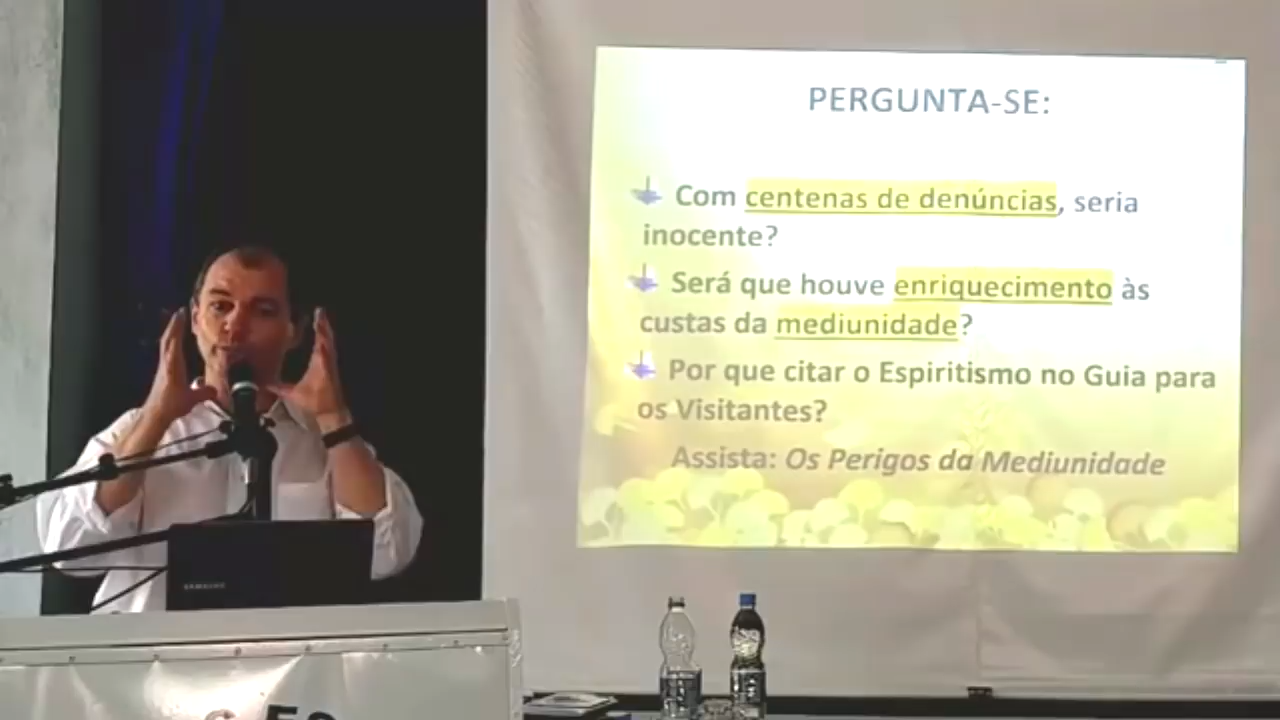 PERGUNTA-SE:
Com centenas de denúncias, seria
inocente?
Será que houve enriquecimento às
custas da mediunidade?
Por que citar o Espiritismo no Guia para
os Visitantes?
Assista: Os Perigos da Mediunidade
SAMSUNG